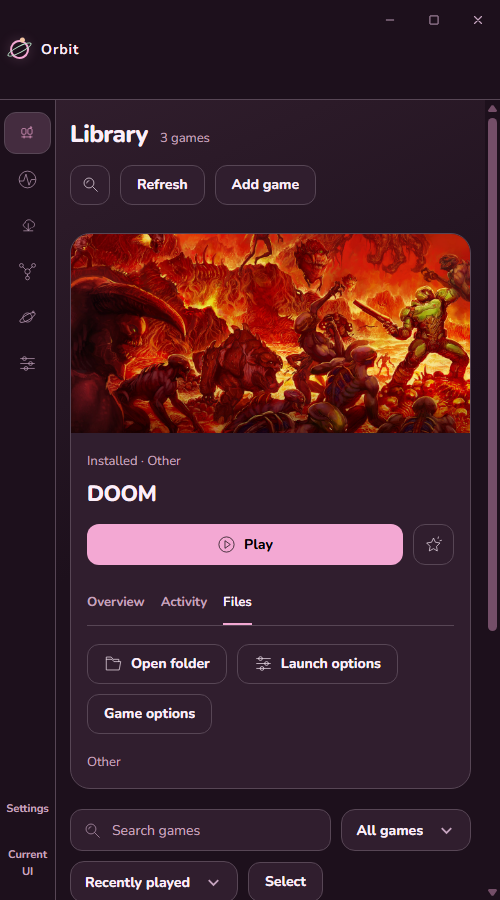 Orbit
Library 3 games
Refresh
Add game
Installed · Other
DOOM
Play
Overview Activity Files
Open folder
Launch options
Game options
Other
Search games
All games
Recently played
Select
Settings
Current
UI